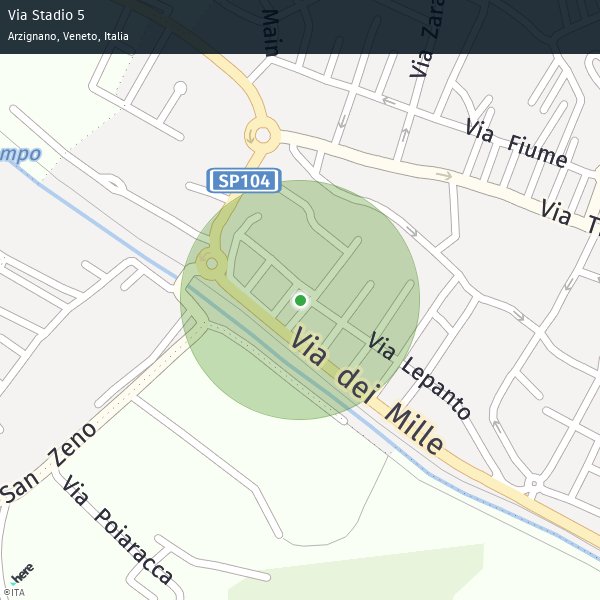 Via Stadio 5
Arzignano, Veneto, Italia
Main
Via Zara
Via Fiume
mpo
SP104
Via
Via Lepanto
Via dei Mille
San Zeno
Via Poiaracca
here
©ITA